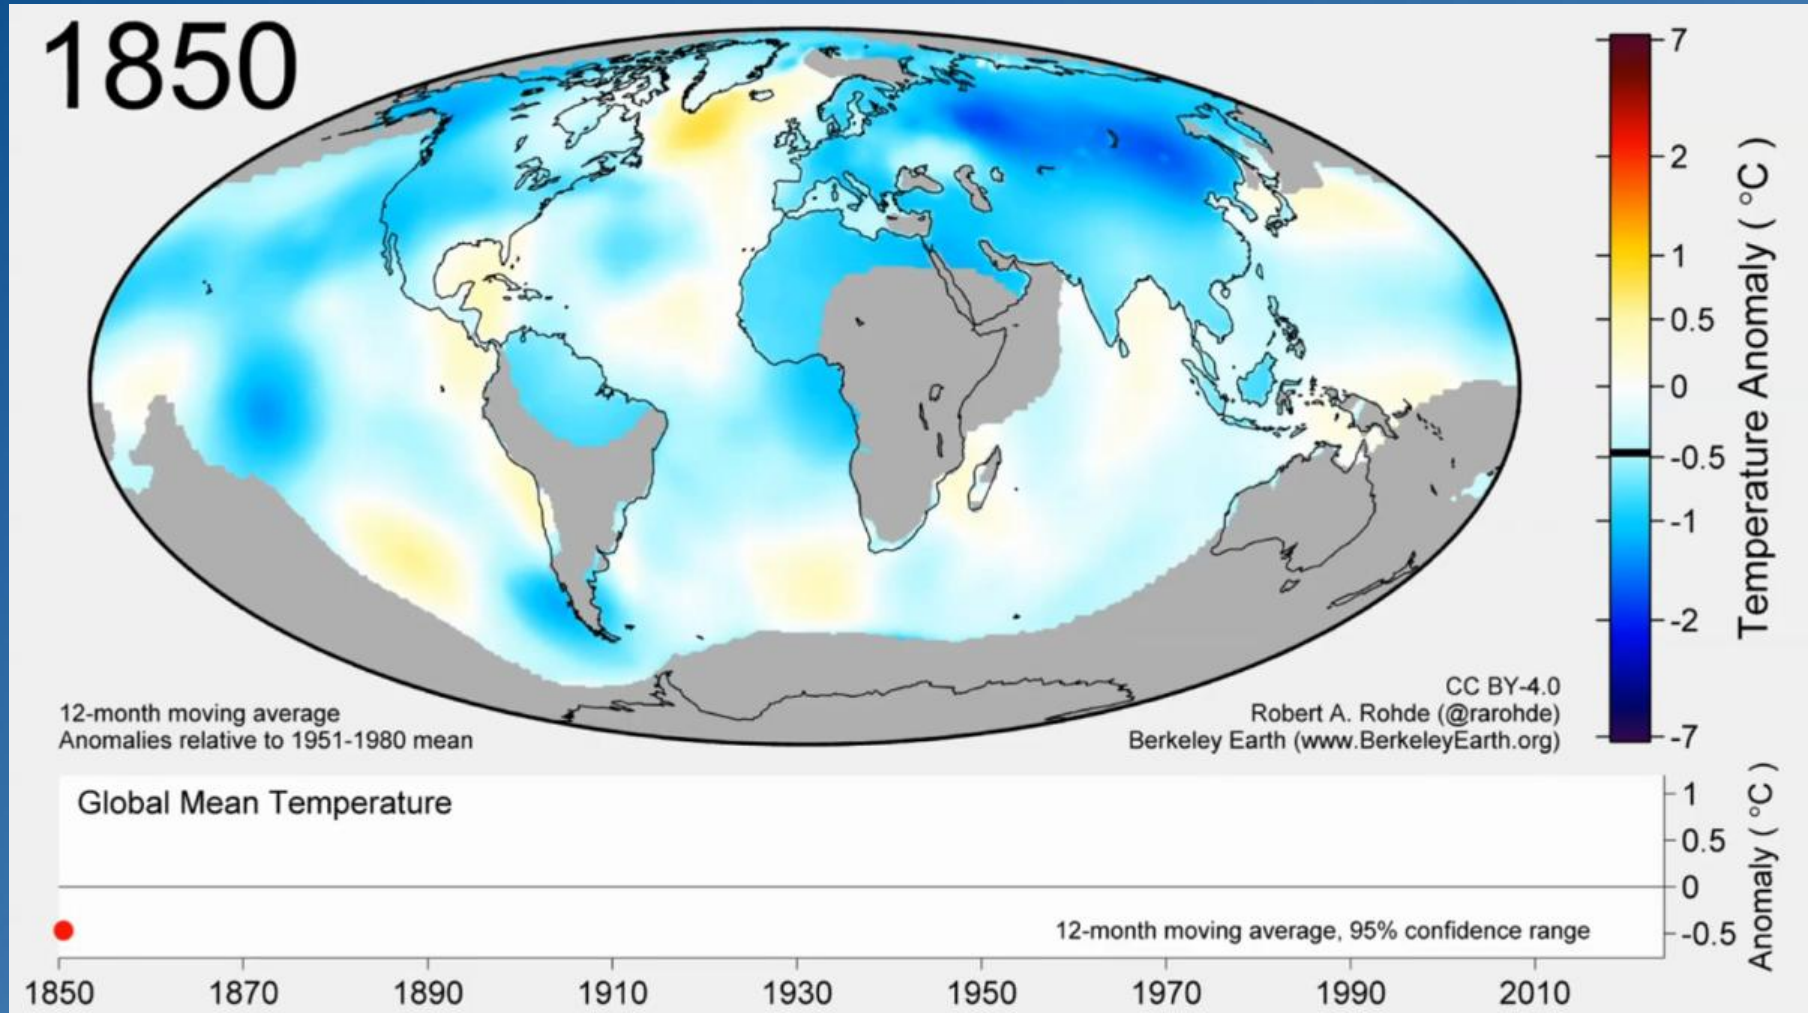 1850
7
2
1
0.5
0
-0.5
-1
-2
-7
Temperature Anomaly ( °C )
12-month moving average
Anomalies relative to 1951-1980 mean
CC BY-4.0
Robert A. Rohde (@rarohde)
Berkeley Earth (www.BerkeleyEarth.org)
Global Mean Temperature
12-month moving average, 95% confidence range
1
0.5
0
-0.5
Anomaly ( °C )
1850 1870 1890 1910 1930 1950 1970 1990 2010